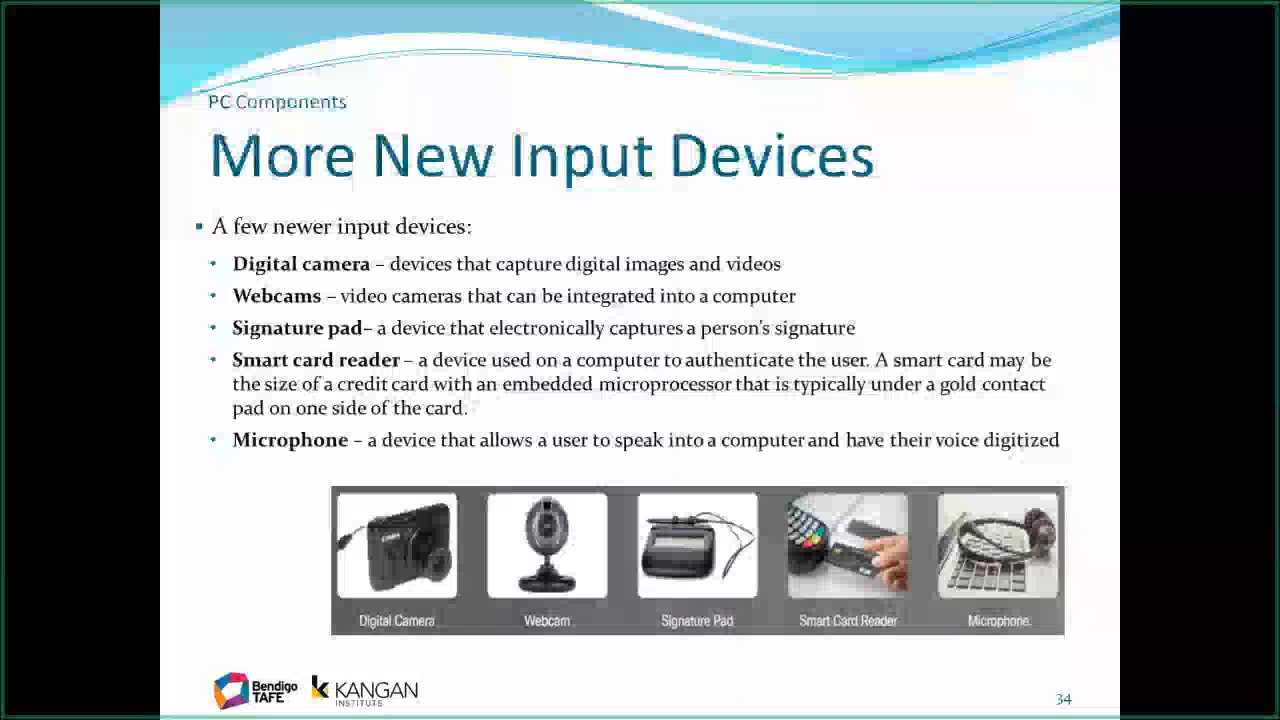 PC Components
More New Input Devices
▪ A few newer input devices:
• Digital camera – devices that capture digital images and videos
• Webcams – video cameras that can be integrated into a computer
• Signature pad– a device that electronically captures a person's signature
• Smart card reader – a device used on a computer to authenticate the user. A smart card may be
the size of a credit card with an embedded microprocessor that is typically under a gold contact
pad on one side of the card.
• Microphone – a device that allows a user to speak into a computer and have their voice digitized
Digital Camera Webcam Signature Pad Smart Card Reader Microphone
Bendigo
TAFE
KANGAN
INSTITUTE
34